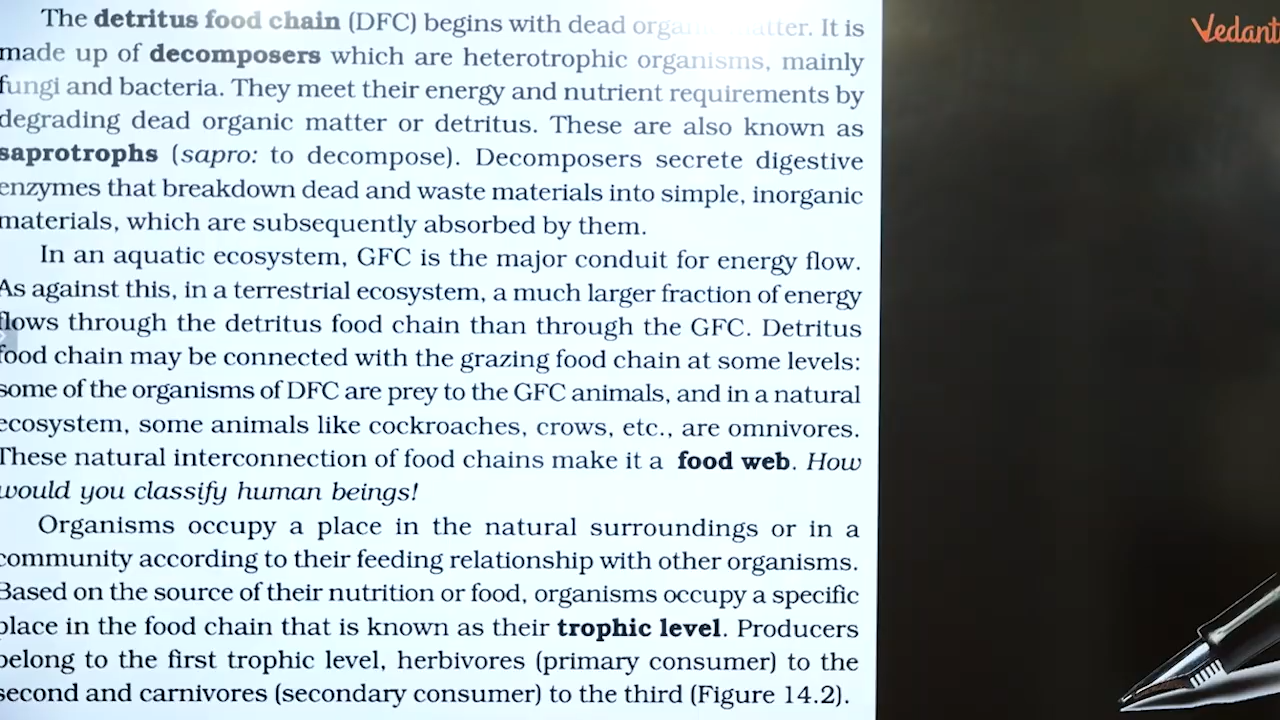 The detritus food chain (DFC) begins with dead It is
made up of decomposers which are heterotrophic organisms, mainly
fungi and bacteria. They meet their energy and nutrient requirements by
degrading dead organic matter or detritus. These are also known as
saprotrophs (sapro: to decompose). Decomposers secrete digestive
enzymes that breakdown dead and waste materials into simple, inorganic
materials, which are subsequently absorbed by them.
In an aquatic ecosystem, GFC is the major conduit for energy flow.
As against this, in a terrestrial ecosystem, a much larger fraction of energy
flows through the detritus food chain than through the GFC. Detritus
food chain may be connected with the grazing food chain at some levels:
some of the organisms of DFC are prey to the GFC animals, and in a natural
ecosystem, some animals like cockroaches, crows, etc., are omnivores.
These natural interconnection of food chains make it a food web. How
would you classify human beings!
Organisms occupy a place in the natural surroundings or in a
community according to their feeding relationship with other organisms.
Based on the source of their nutrition or food, organisms occupy a specific
place in the food chain that is known as their trophic level. Producers
belong to the first trophic level, herbivores (primary consumer) to the
second and carnivores (secondary consumer) to the third (Figure 14.2).
Vedant